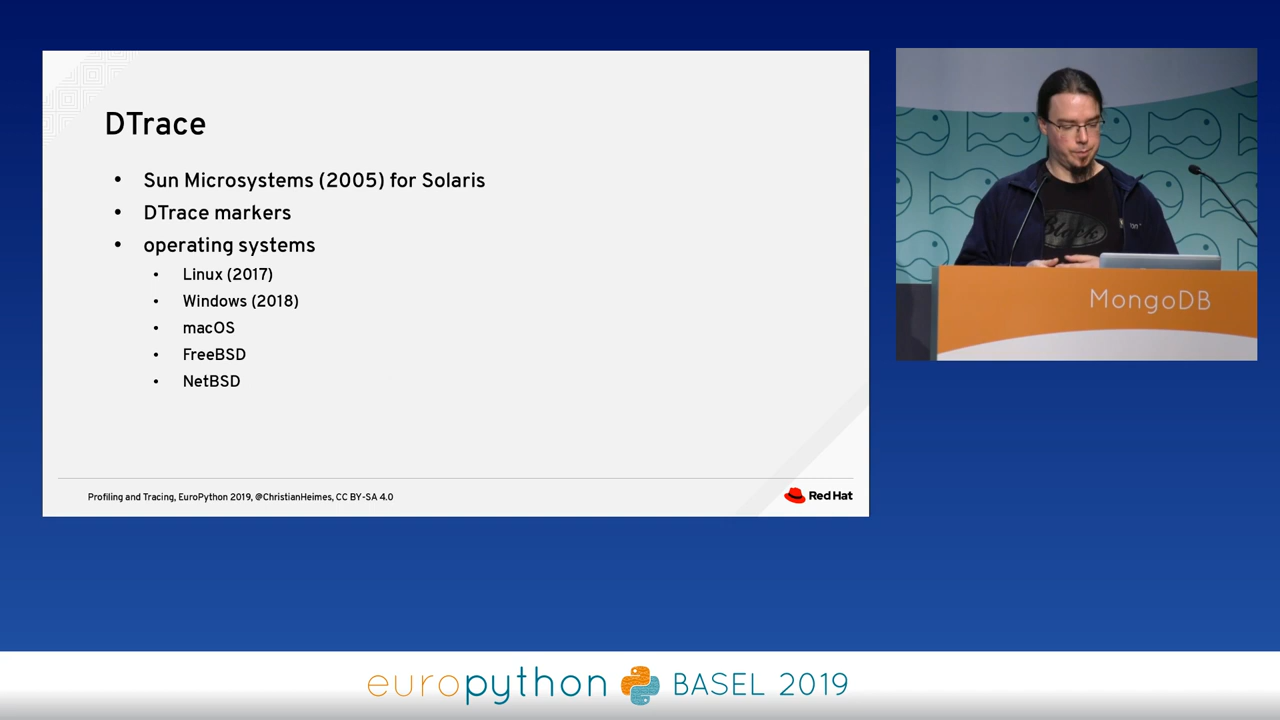 DTrace
• Sun Microsystems (2005) for Solaris
• DTrace markers
• operating systems
• Linux (2017)
• Windows (2018)
• macOS
• FreeBSD
• NetBSD
Profiling and Tracing, EuroPython 2019, @ChristianHeimes, CC BY-SA 4.0
Red Hat
Black
MongoDB
europython BASEL 2019